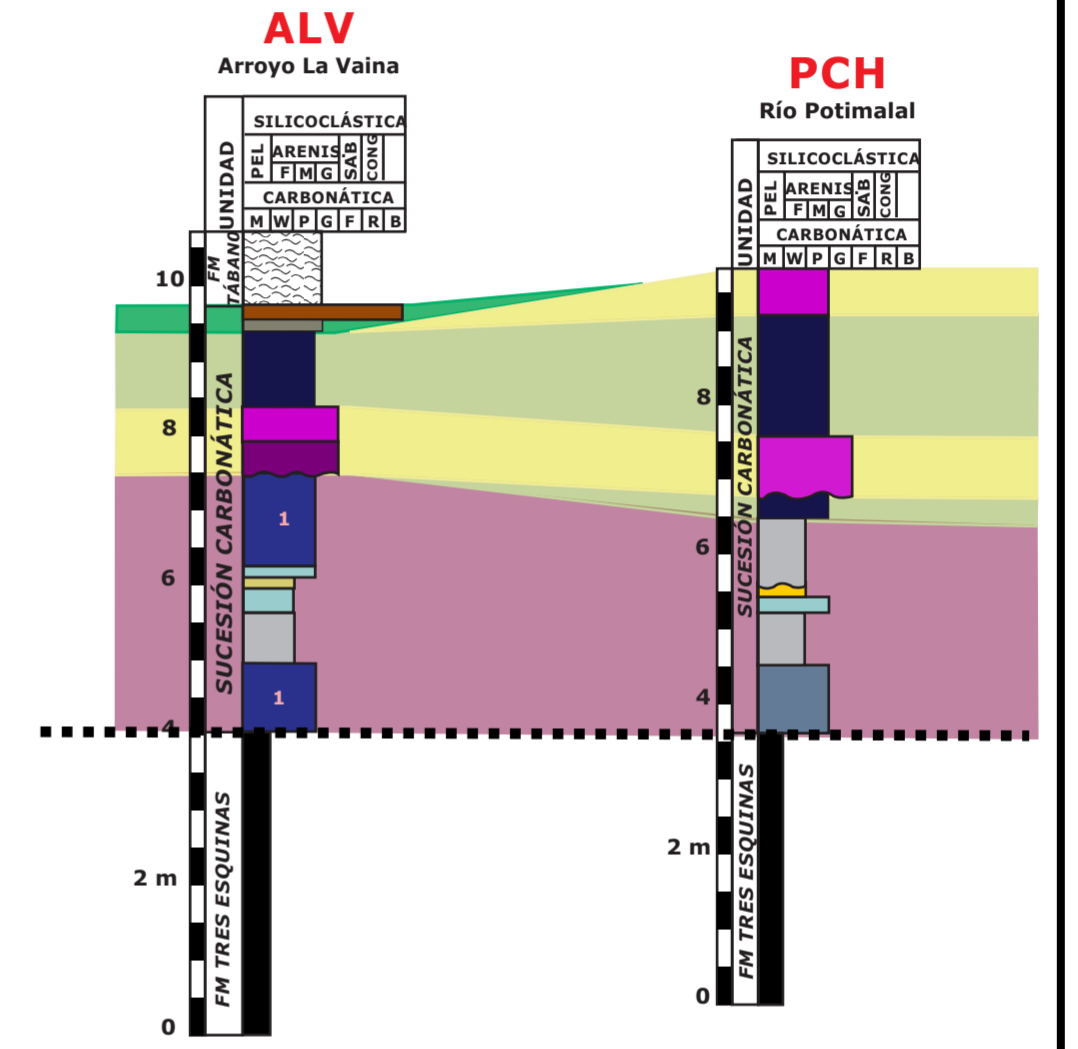 ALV
Arroyo La Vaina
UNIDAD
SILICOCLÁSTICA
PEL
ARENIS
F M G
SÁB
CONG
CARBONÁTICA
M W P G F R B
FM TÁBANO
SUCESIÓN CARBONÁTICA
FM TRES ESQUINAS
10
8
6
4
2 m
0
1
1
PCH
Río Potimalal
UNIDAD
SILICOCLÁSTICA
PEL
ARENIS
F M G
SÁB
CONG
CARBONÁTICA
M W P G F R B
SUCESIÓN CARBONÁTICA
FM TRES ESQUINAS
8
6
4
2 m
0